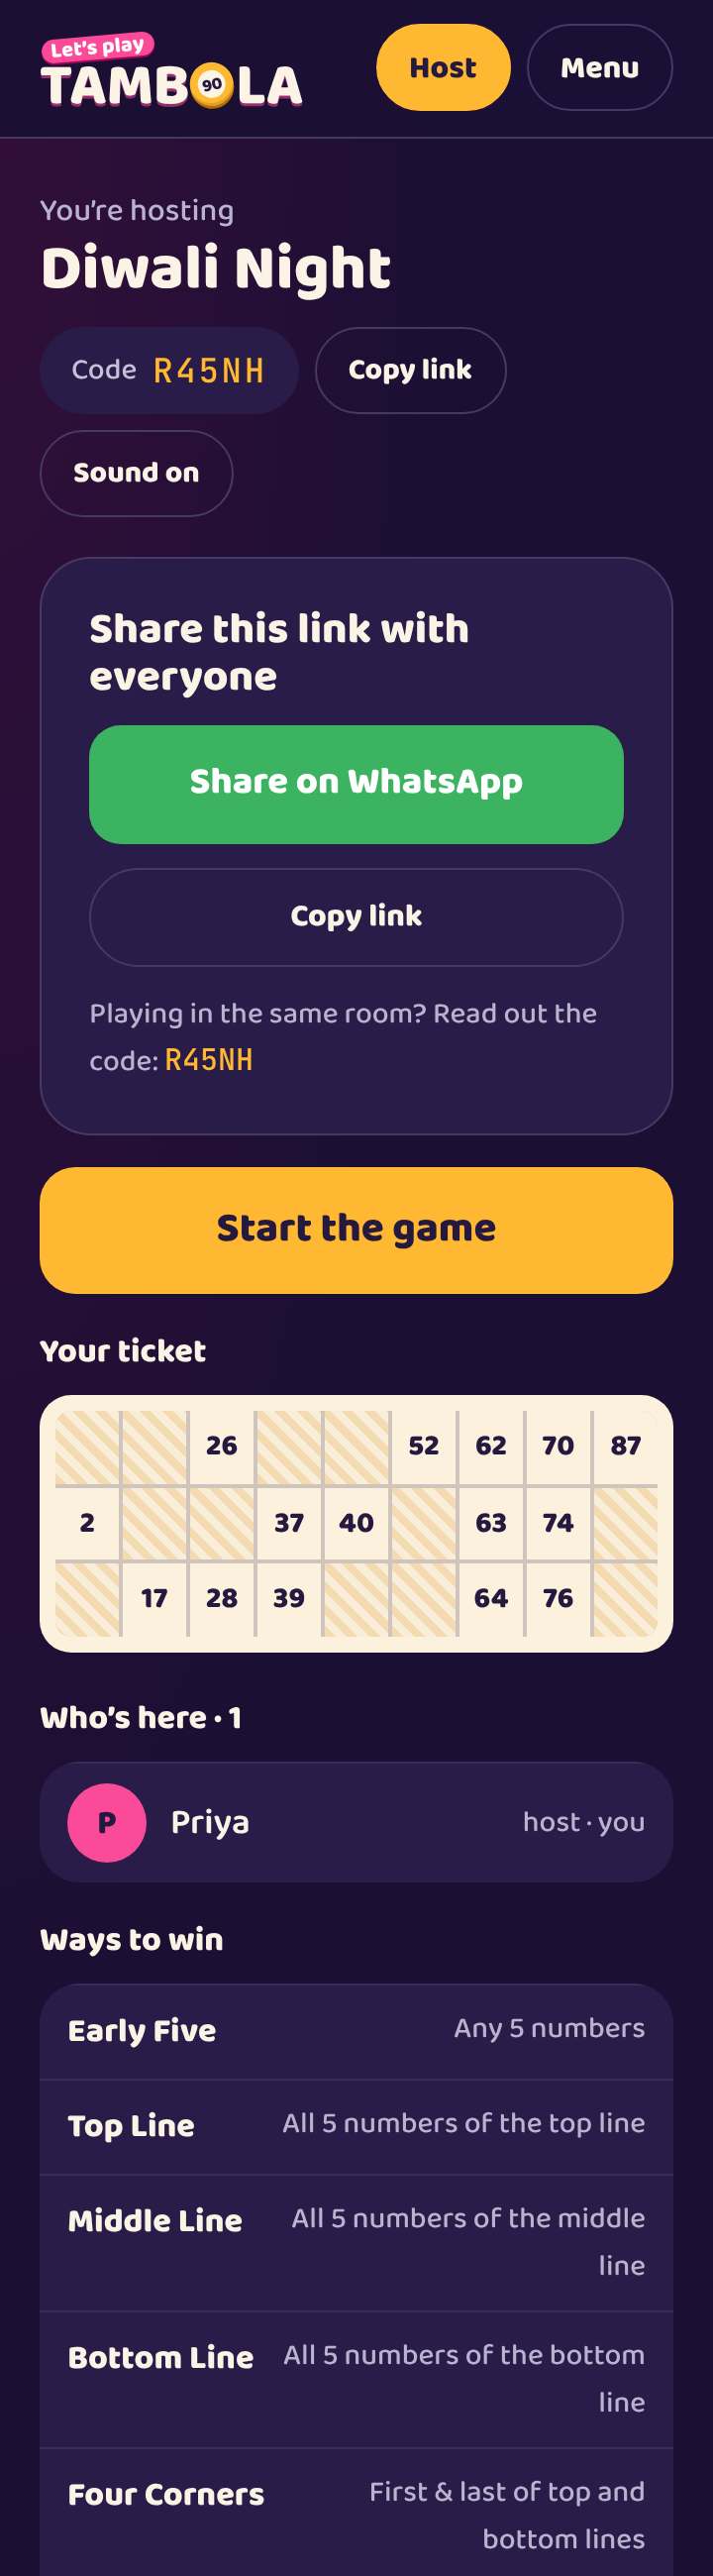 Let's play
TAMBOLA
90
Host
Menu
You're hosting
Diwali Night
Code R45NH
Copy link
Sound on
Share this link with
everyone
Share on WhatsApp
Copy link
Playing in the same room? Read out the
code: R45NH
Start the game
Your ticket
26 52 62 70 87
2 37 40 63 74
17 28 39 64 76
Who's here · 1
P Priya host · you
Ways to win
Early Five Any 5 numbers
Top Line All 5 numbers of the top line
Middle Line All 5 numbers of the middle
line
Bottom Line All 5 numbers of the bottom
line
Four Corners First & last of top and
bottom lines